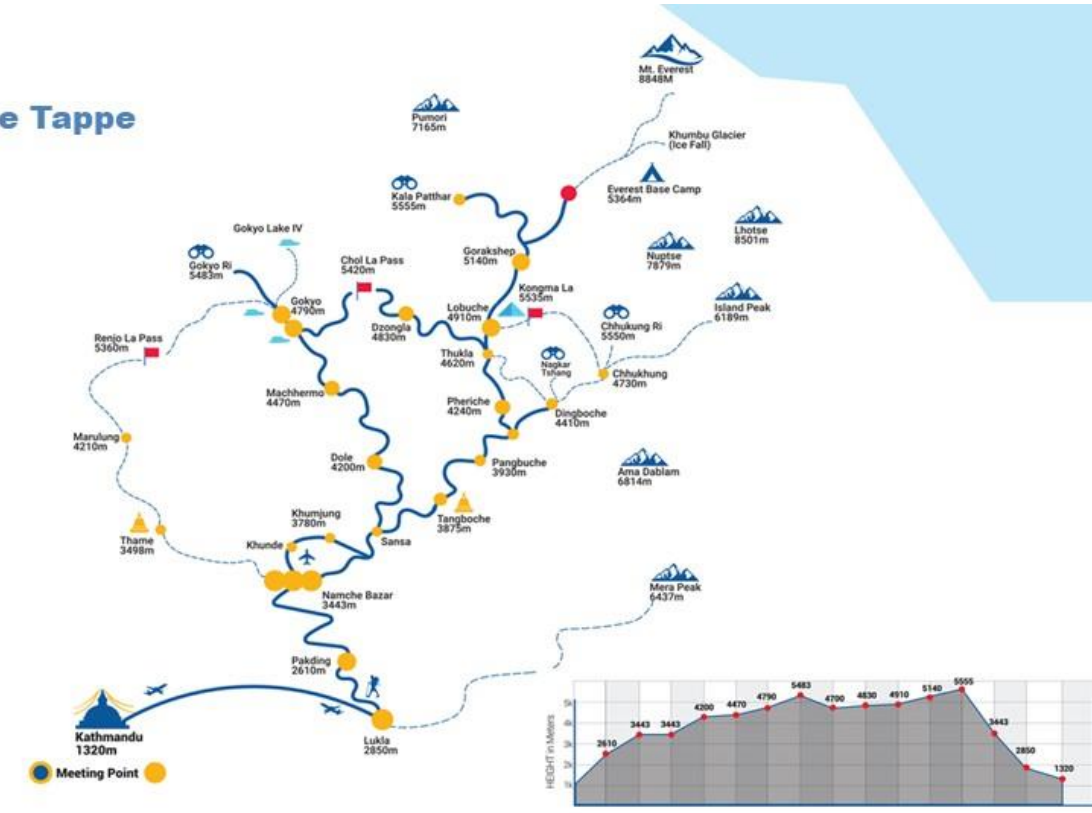 e Tappe
Mt. Everest
8848M
Pumori
7165m
Khumbu Glacier
(Ice Fall)
Kala Patthar
5555m
Everest Base Camp
5364m
Lhotse
8501m
Gokyo Lake IV
Gorakshep
5140m
Nuptse
7879m
Gokyo Ri
5483m
Chol La Pass
5420m
Kongma La
5535m
Island Peak
6189m
Gokyo
4790m
Lobuche
4910m
Dzongla
4830m
Chhukung Ri
5550m
Renjo La Pass
5360m
Thukla
4620m
Nagkar
Tshang
Chhukhung
4730m
Machhermo
4470m
Pheriche
4240m
Dingboche
4410m
Marulung
4210m
Dole
4200m
Pangbuche
3930m
Ama Dablam
6814m
Khumjung
3780m
Tangboche
3875m
Thame
3498m
Khunde
Sansa
Namche Bazar
3443m
Mera Peak
6437m
Pakding
2610m
Kathmandu
1320m
Lukla
2850m
Meeting Point
HEIGHT in Meters
5k
4k
3k
2k
1k
2610
3443
3443
4200
4470
4790
5483
4700
4830
4910
5140
5555
3443
2850
1320